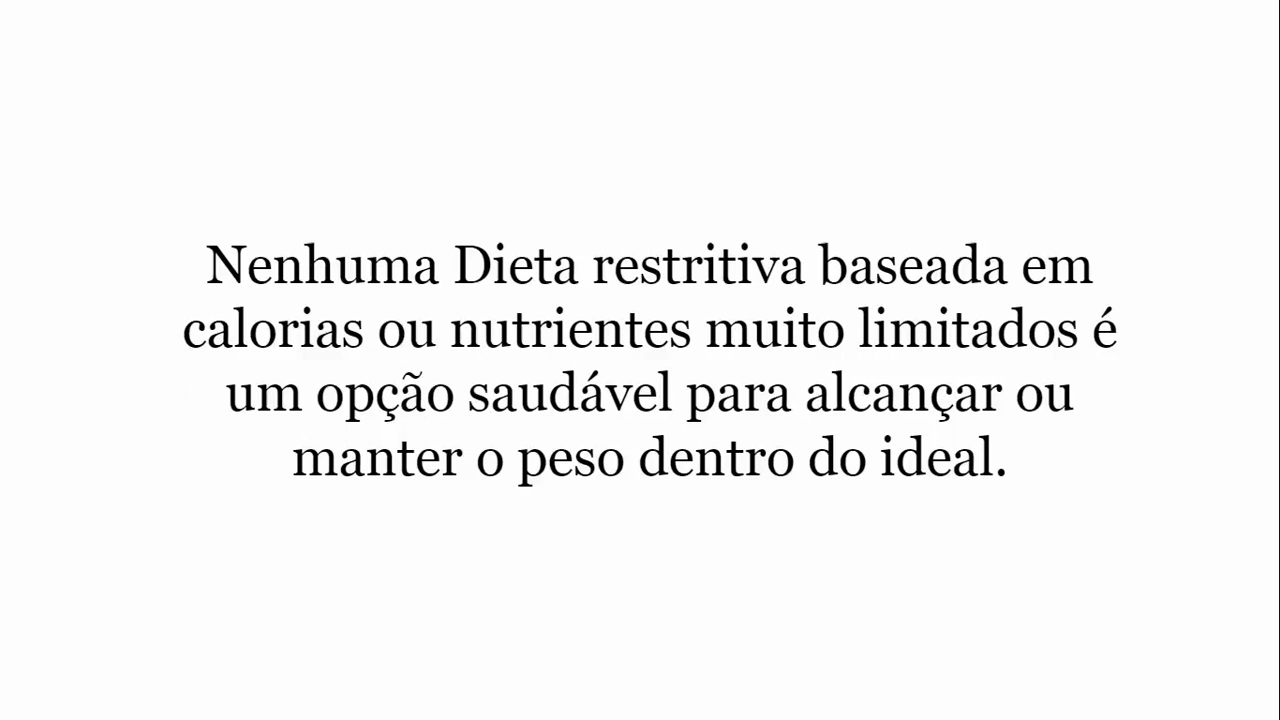 Nenhuma Dieta restritiva baseada em
calorias ou nutrientes muito limitados é
um opção saudável para alcançar ou
manter o peso dentro do ideal.